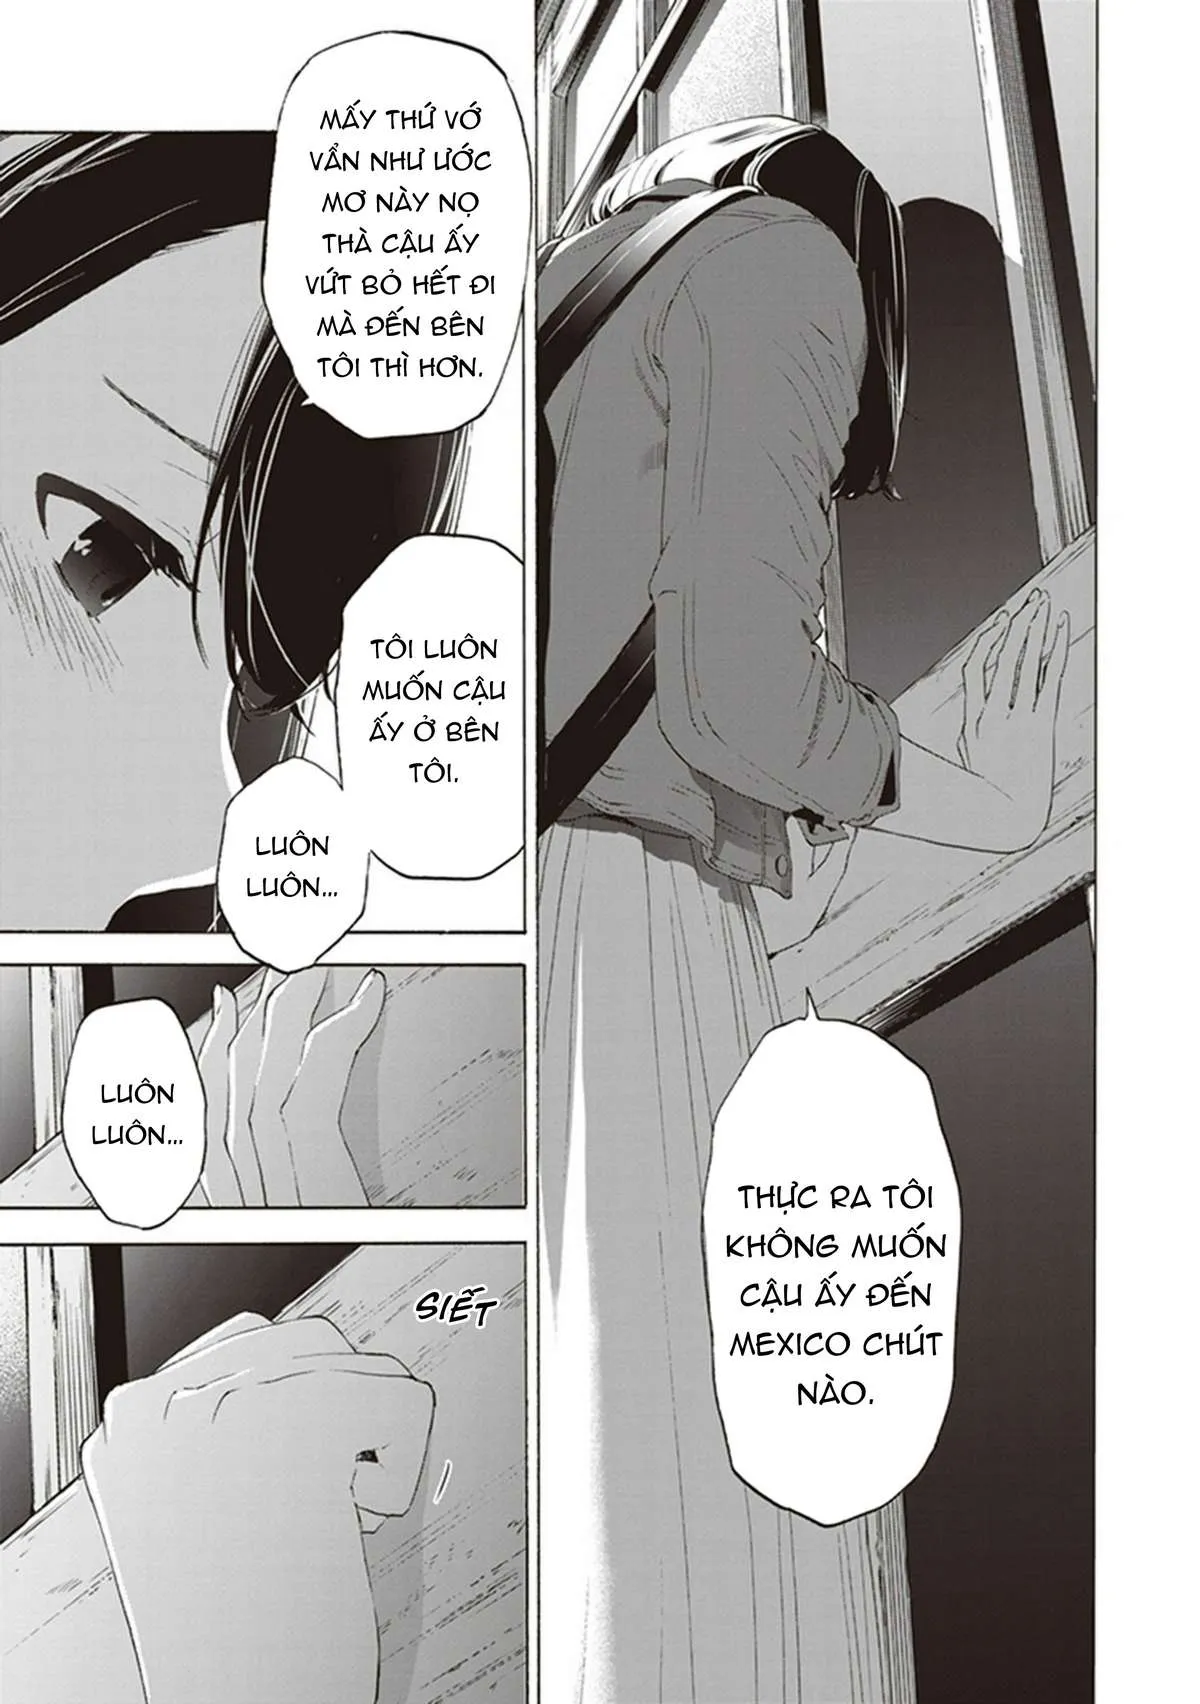 THỰC RA TÔI
KHÔNG MUỐN
CẬU ẤY ĐẾN
MEXICO CHÚT
NÀO.
MẤY THỨ VỚ
VẨN NHƯ ƯỚC
MƠ NÀY NỌ
THÀ CẬU ẤY
VỨT BỎ HẾT ĐI
MÀ ĐẾN BÊN
TÔI THÌ HƠN.
TÔI LUÔN
MUỐN CẬU
ẤY Ở BÊN
TÔI.
LUÔN
LUÔN...
LUÔN
LUÔN...
SIẾT